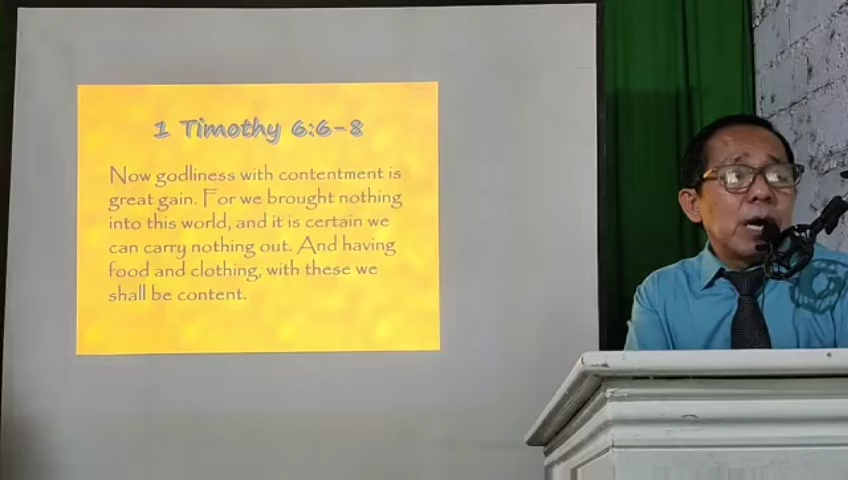 1 Timothy 6:6-8
Now godliness with contentment is
great gain. For we brought nothing
into this world, and it is certain we
can carry nothing out. And having
food and clothing, with these we
shall be content.